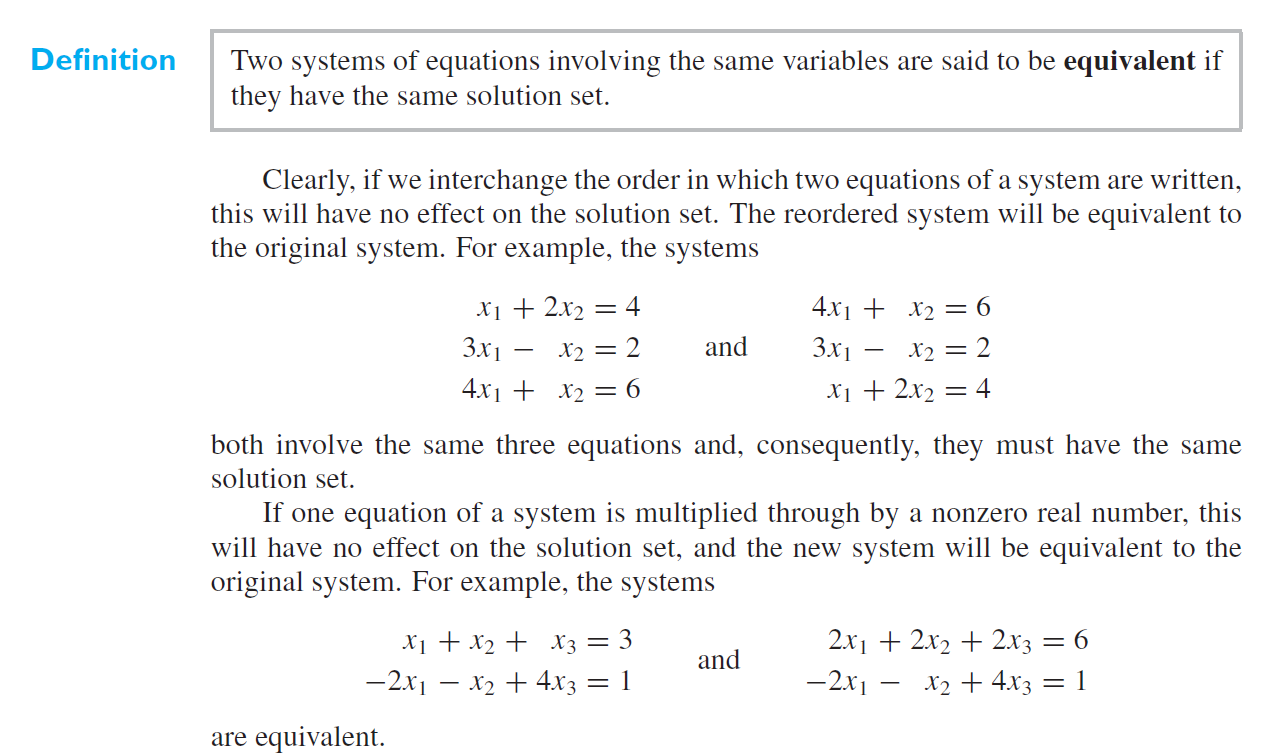 Definition
Two systems of equations involving the same variables are said to be equivalent if
they have the same solution set.
Clearly, if we interchange the order in which two equations of a system are written,
this will have no effect on the solution set. The reordered system will be equivalent to
the original system. For example, the systems
x₁ + 2x₂ = 4 4x₁ + x₂ = 6
3x₁ − x₂ = 2 and 3x₁ − x₂ = 2
4x₁ + x₂ = 6 x₁ + 2x₂ = 4
both involve the same three equations and, consequently, they must have the same
solution set.
If one equation of a system is multiplied through by a nonzero real number, this
will have no effect on the solution set, and the new system will be equivalent to the
original system. For example, the systems
x₁ + x₂ + x₃ = 3 2x₁ + 2x₂ + 2x₃ = 6
and
−2x₁ − x₂ + 4x₃ = 1 −2x₁ − x₂ + 4x₃ = 1
are equivalent.